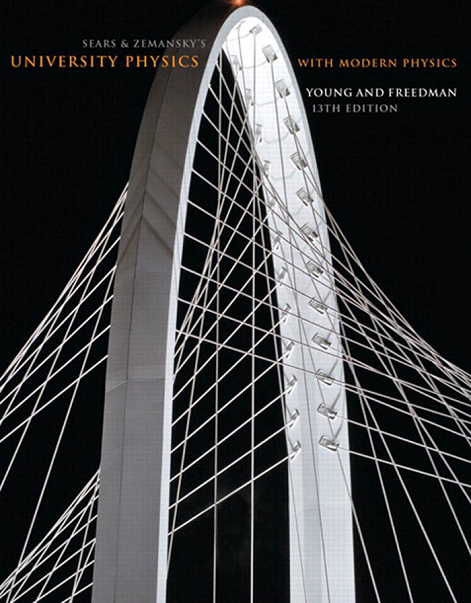 SEARS & ZEMANSKY'S
UNIVERSITY PHYSICS WITH MODERN PHYSICS
YOUNG AND FREEDMAN
13TH EDITION